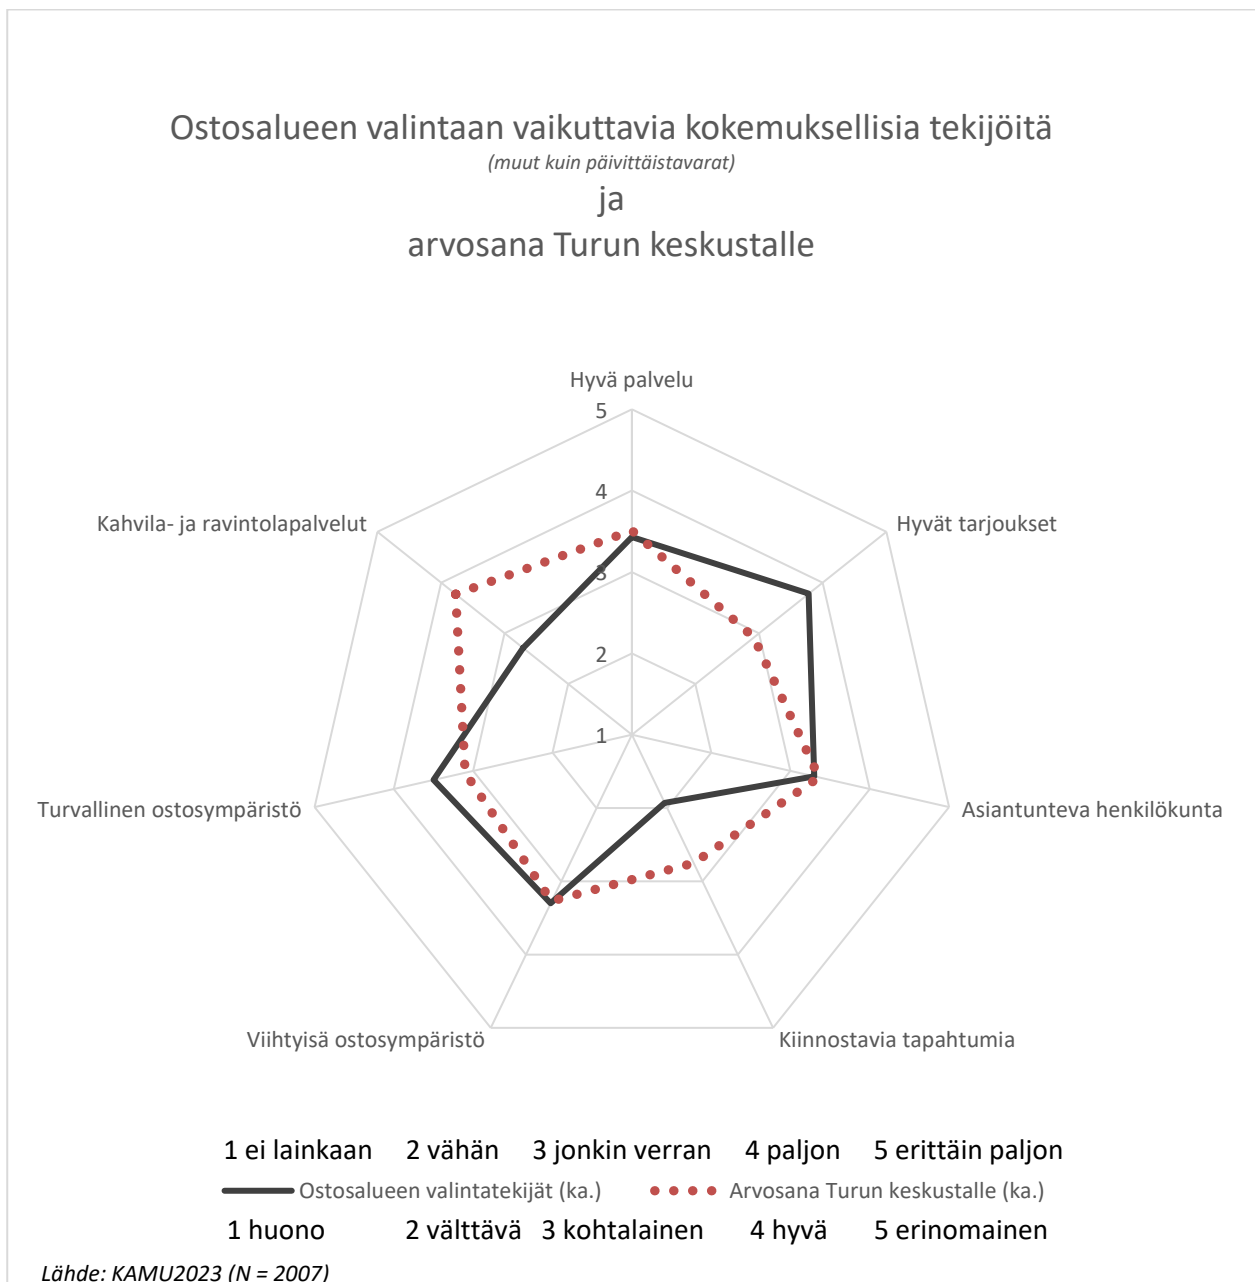 Ostosalueen valintaan vaikuttavia kokemuksellisia tekijöitä
(muut kuin päivittäistavarat)
ja
arvosana Turun keskustalle
Hyvä palvelu
5
4
3
2
1
Kahvila- ja ravintolapalvelut
Hyvät tarjoukset
Turvallinen ostosympäristö
Asiantunteva henkilökunta
Viihtyisä ostosympäristö
Kiinnostavia tapahtumia
1 ei lainkaan 2 vähän 3 jonkin verran 4 paljon 5 erittäin paljon
Ostosalueen valintatekijät (ka.) Arvosana Turun keskustalle (ka.)
1 huono 2 välttävä 3 kohtalainen 4 hyvä 5 erinomainen
Lähde: KAMU2023 (N = 2007)